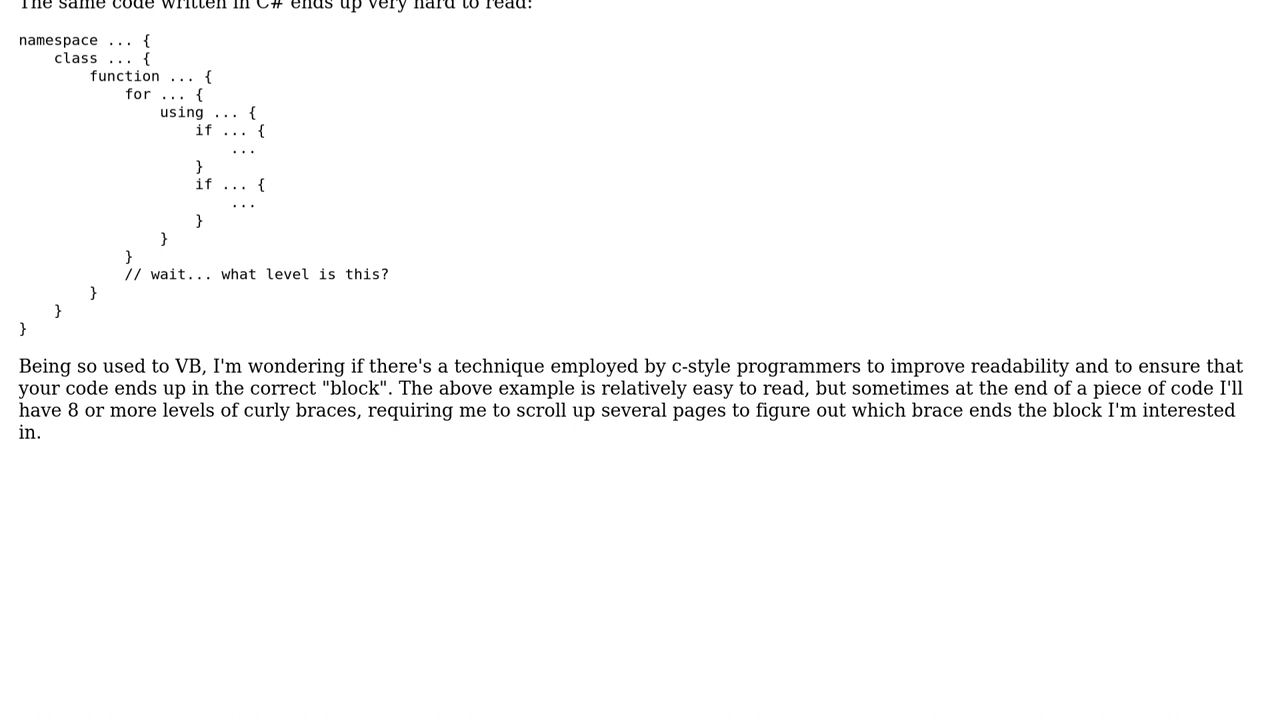 The same code written in C# ends up very hard to read:
namespace ... {
    class ... {
        function ... {
            for ... {
                using ... {
                    if ... {
                        ...
                    }
                    if ... {
                        ...
                    }
                }
            }
            // wait... what level is this?
        }
    }
}
Being so used to VB, I'm wondering if there's a technique employed by c-style programmers to improve readability and to ensure that
your code ends up in the correct "block". The above example is relatively easy to read, but sometimes at the end of a piece of code I'll
have 8 or more levels of curly braces, requiring me to scroll up several pages to figure out which brace ends the block I'm interested
in.